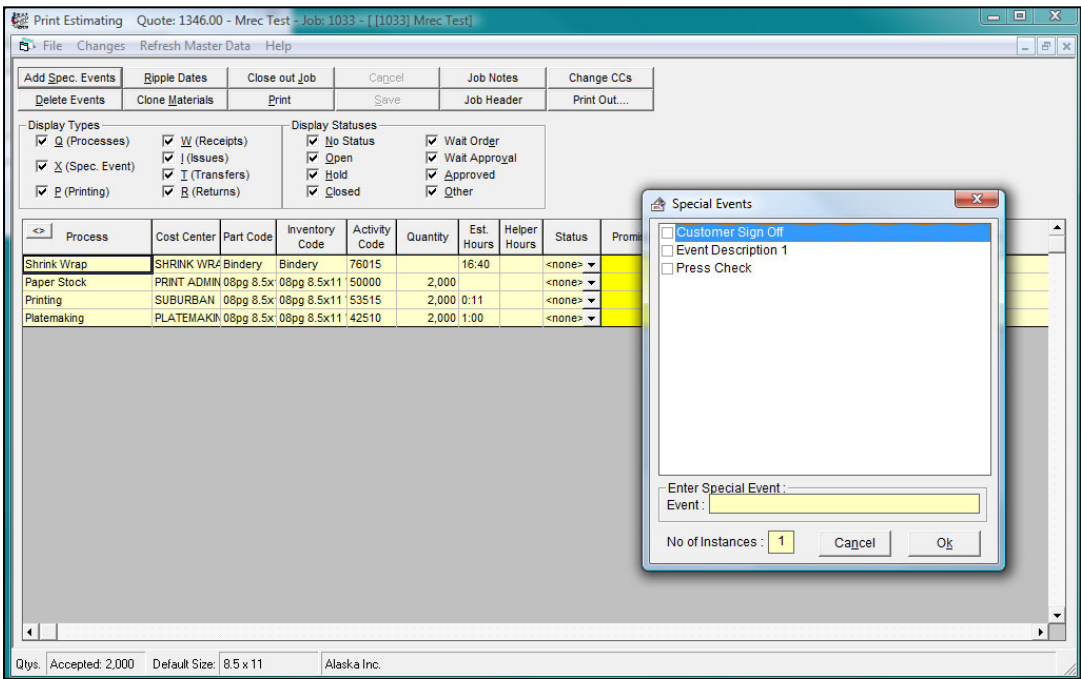 Print Estimating Quote: 1346.00 - Mrec Test - Job: 1033 - [ [1033] Mrec Test]
File Changes Refresh Master Data Help
Add Spec. Events Ripple Dates Close out Job Cancel Job Notes Change CCs
Delete Events Clone Materials Print Save Job Header Print Out....
Display Types Display Statuses
Q (Processes) W (Receipts) No Status Wait Order
X (Spec. Event) I (Issues) Open Wait Approval
T (Transfers) Hold Approved
P (Printing) R (Returns) Closed Other
<> Process Cost Center Part Code Inventory Code Activity Code Quantity Est. Hours Helper Hours Status Promi
Shrink Wrap SHRINK WRA Bindery Bindery 76015 16:40 <none>
Paper Stock PRINT ADMIN 08pg 8.5x 08pg 8.5x11 50000 2,000 <none>
Printing SUBURBAN 08pg 8.5x 08pg 8.5x11 53515 2,000 0:11 <none>
Platemaking PLATEMAKIN 08pg 8.5x 08pg 8.5x11 42510 2,000 1:00 <none>
Special Events
Customer Sign Off
Event Description 1
Press Check
Enter Special Event :
Event :
No of Instances : 1 Cancel Ok
Qtys. Accepted: 2,000 Default Size: 8.5 x 11 Alaska Inc.